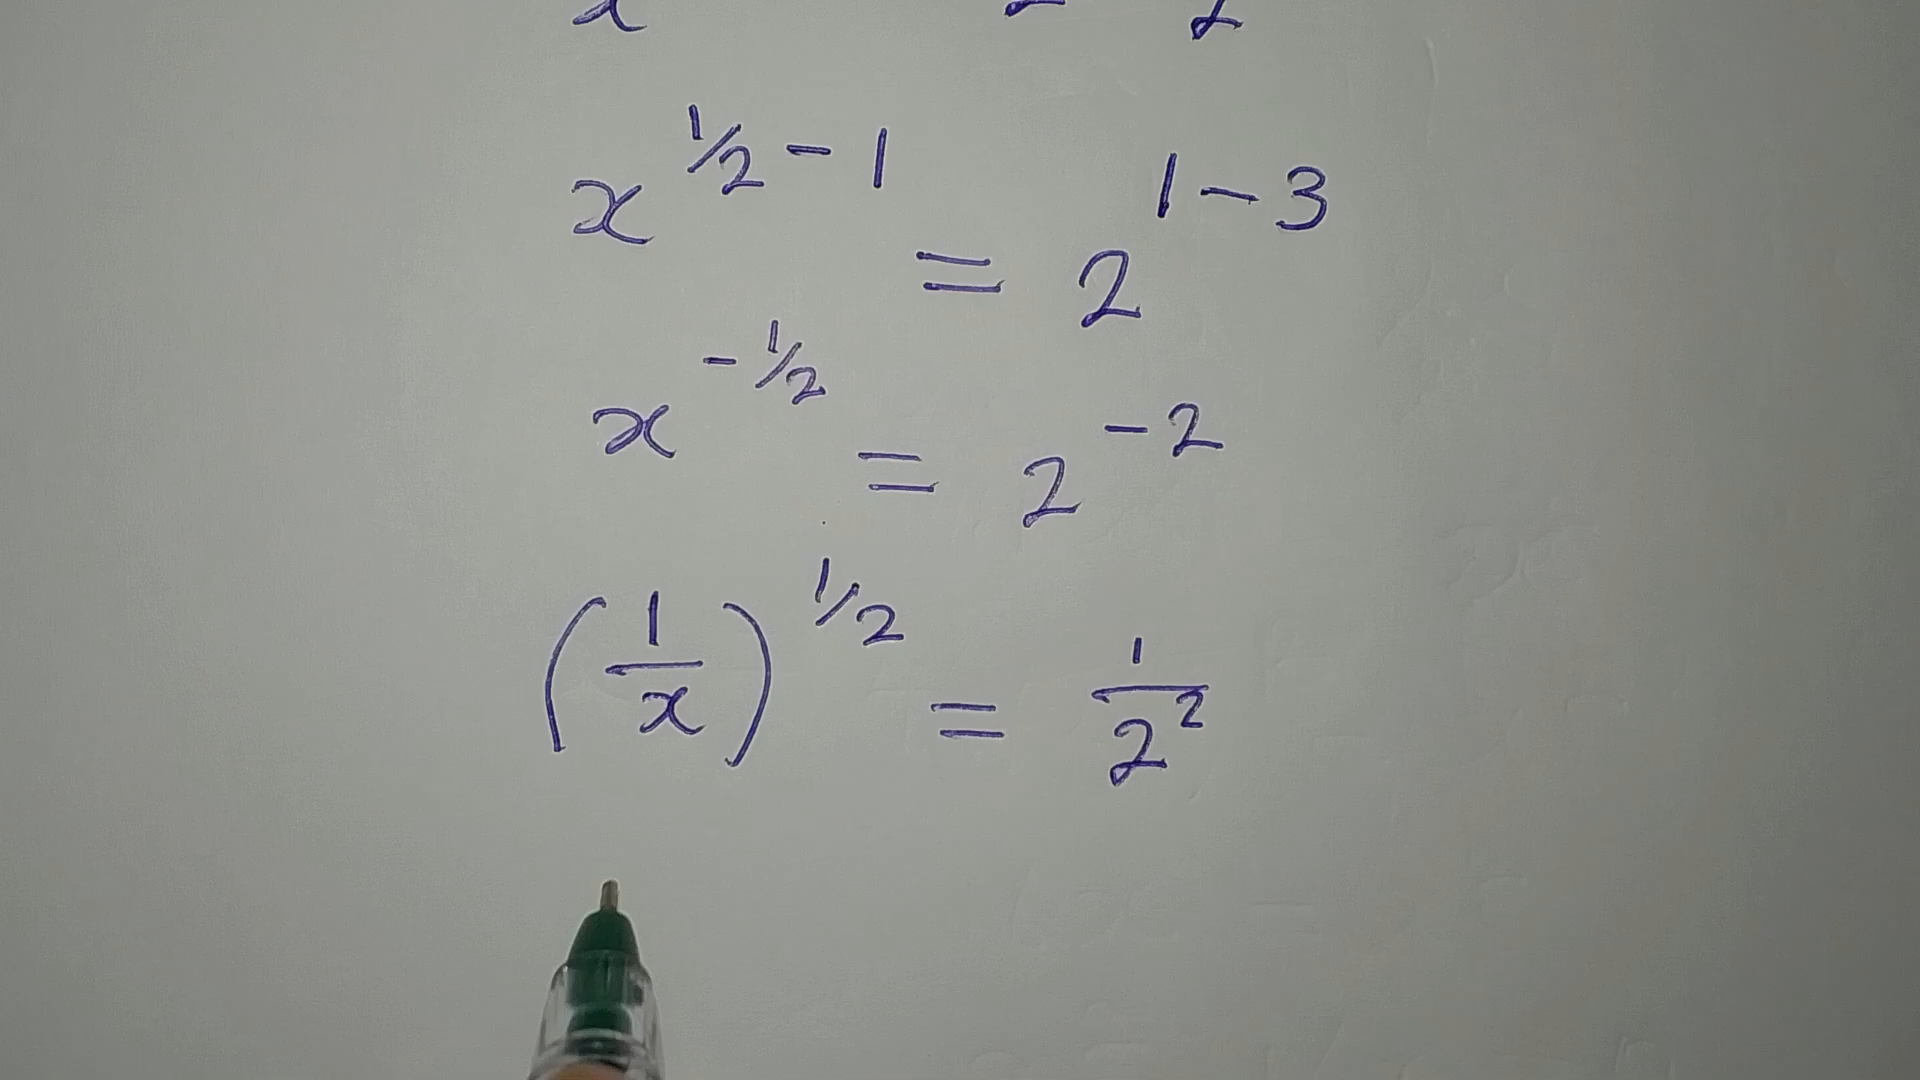 x^{1/2 - 1} = 2^{1 - 3}
x^{-1/2} = 2^{-2}
(1/x)^{1/2} = 1/2^2